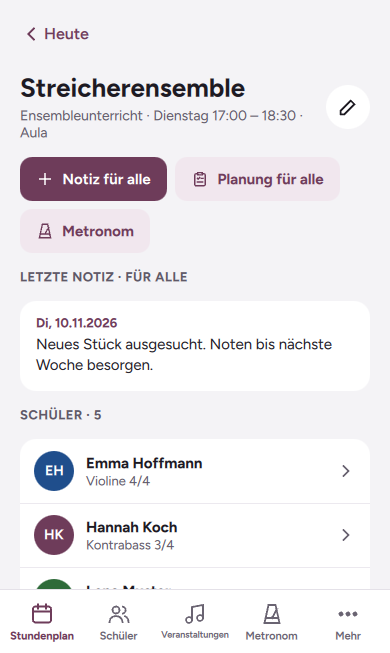 Heute
Streicherensemble
Ensembleunterricht · Dienstag 17:00 – 18:30 ·
Aula
Notiz für alle
Planung für alle
Metronom
LETZTE NOTIZ · FÜR ALLE
Di, 10.11.2026
Neues Stück ausgesucht. Noten bis nächste
Woche besorgen.
SCHÜLER · 5
EH
Emma Hoffmann
Violine 4/4
HK
Hannah Koch
Kontrabass 3/4
Stundenplan
Schüler
Veranstaltungen
Metronom
Mehr